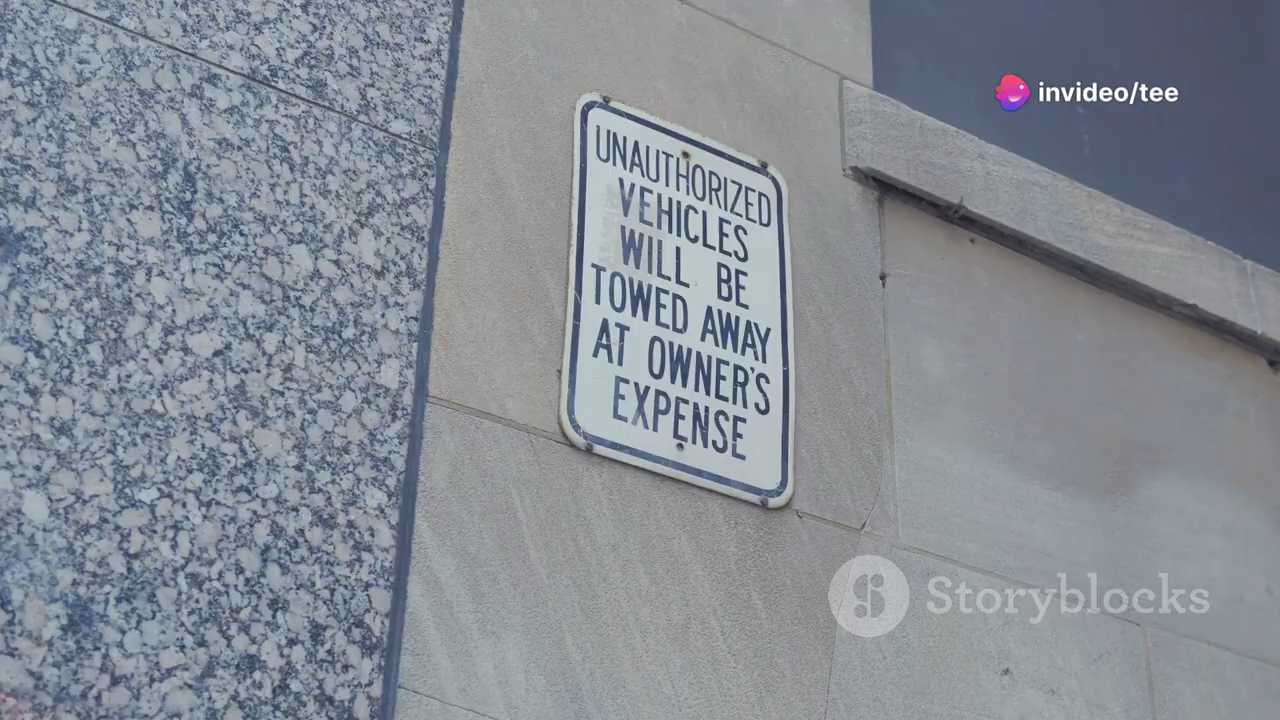 invideo/tee
UNAUTHORIZED
VEHICLES
WILL BE
TOWED AWAY
AT OWNER'S
EXPENSE
Storyblocks